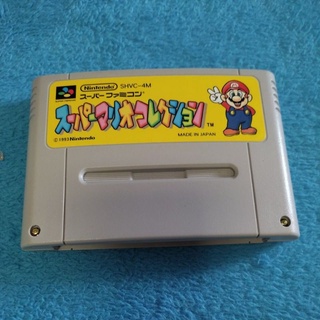 Nintendo SHVC-4M
スーパーファミコン
スーパーマリオコレクション TM
MADE IN JAPAN
©1993 Nintendo